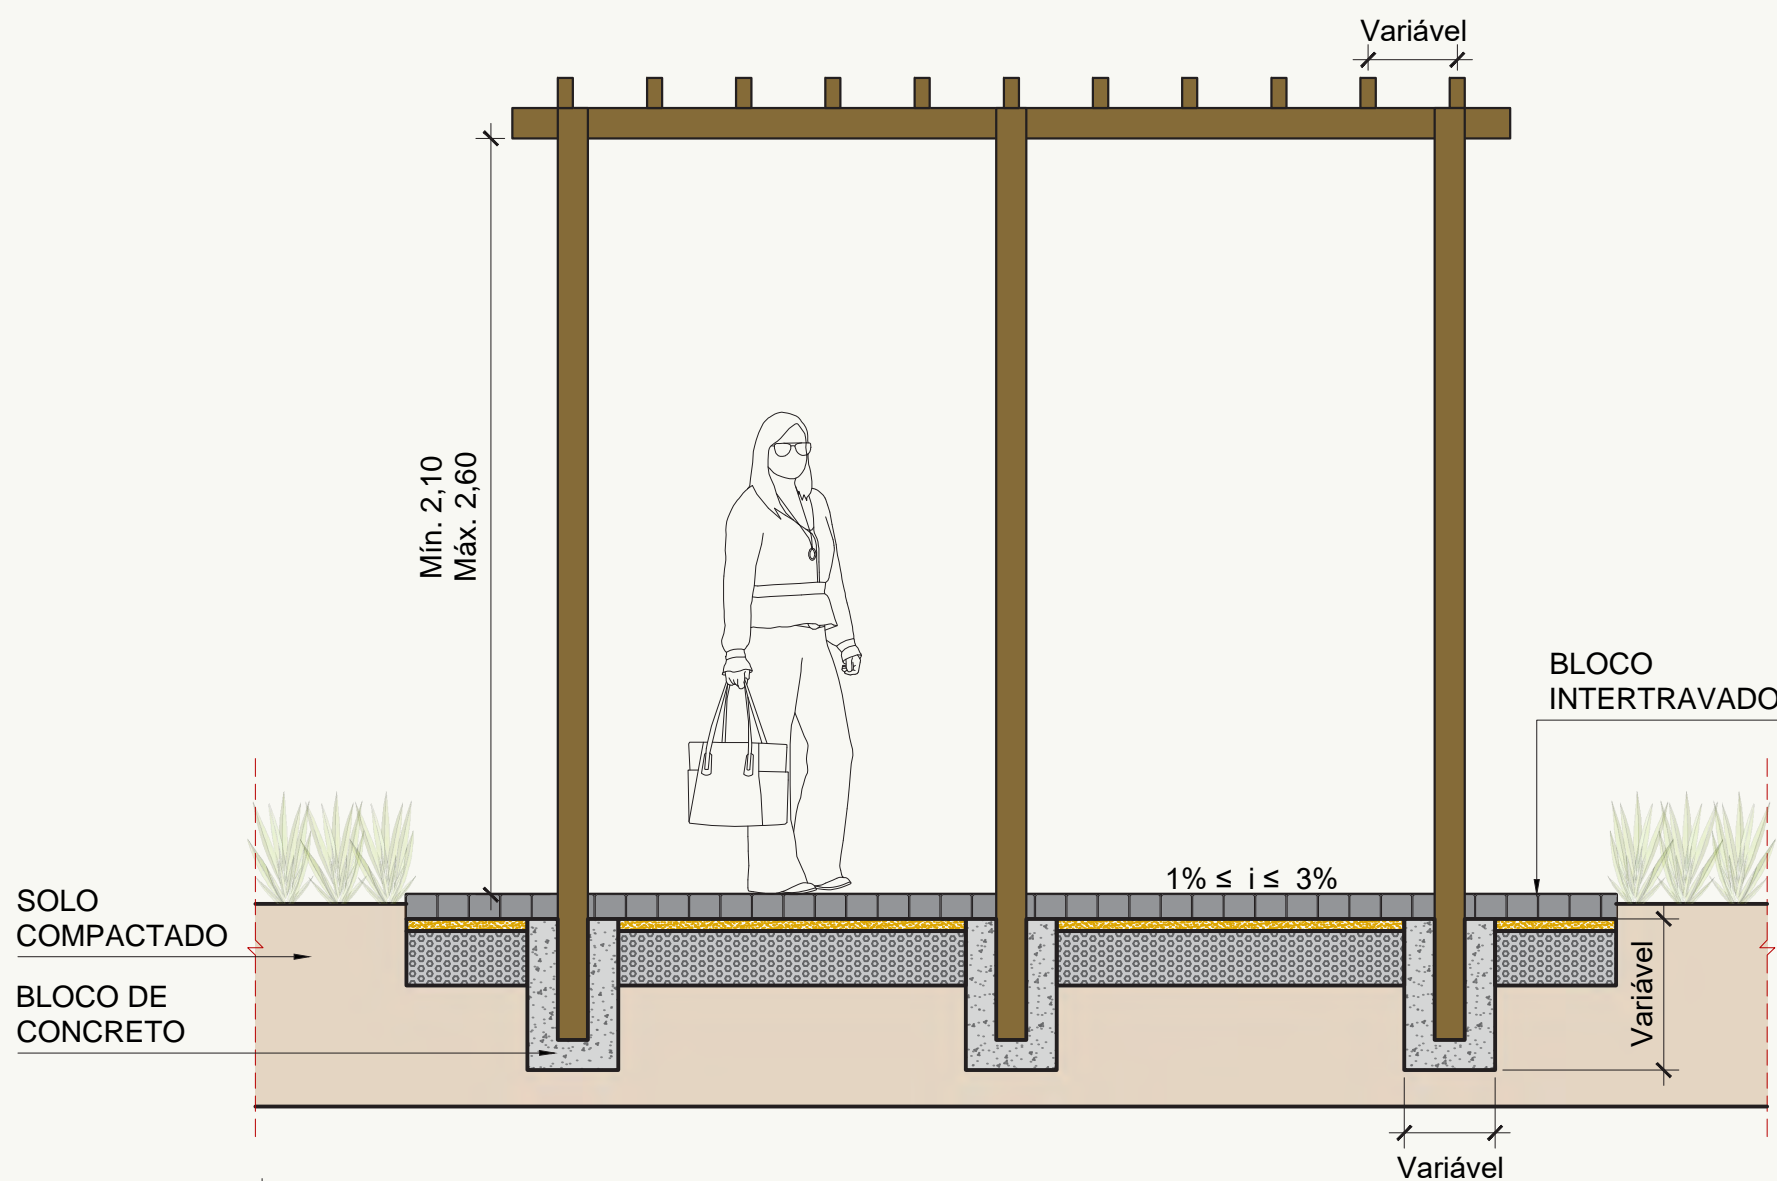 Variável
Mín. 2,10
Máx. 2,60
BLOCO
INTERTRAVADO
1% ≤ i ≤ 3%
SOLO
COMPACTADO
BLOCO DE
CONCRETO
Variável
Variável